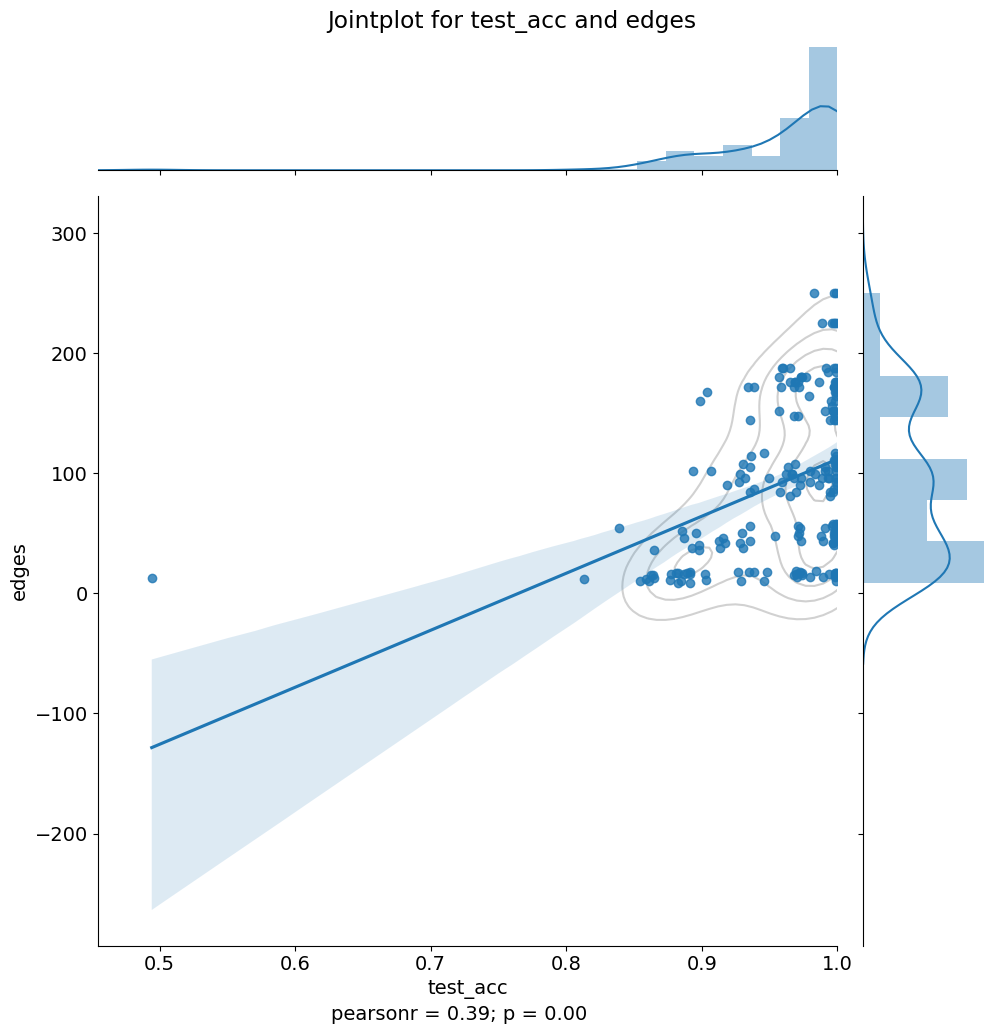 Jointplot for test_acc and edges
300
200
100
0
−100
−200
edges
0.5 0.6 0.7 0.8 0.9 1.0
test_acc
pearsonr = 0.39; p = 0.00